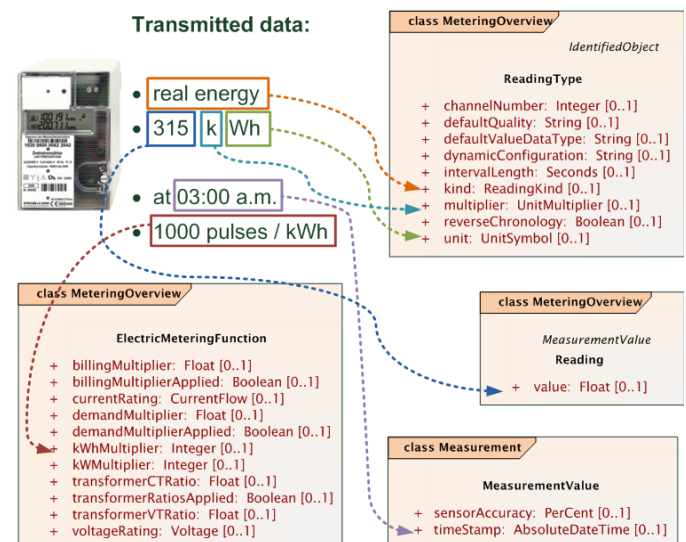 Transmitted data:
• real energy
• 315 k Wh
• at 03:00 a.m.
• 1000 pulses / kWh
class MeteringOverview
IdentifiedObject
ReadingType
+ channelNumber: Integer [0..1]
+ defaultQuality: String [0..1]
+ defaultValueDataType: String [0..1]
+ dynamicConfiguration: String [0..1]
+ intervalLength: Seconds [0..1]
+ kind: ReadingKind [0..1]
+ multiplier: UnitMultiplier [0..1]
+ reverseChronology: Boolean [0..1]
+ unit: UnitSymbol [0..1]
class MeteringOverview
ElectricMeteringFunction
+ billingMultiplier: Float [0..1]
+ billingMultiplierApplied: Boolean [0..1]
+ currentRating: CurrentFlow [0..1]
+ demandMultiplier: Float [0..1]
+ demandMultiplierApplied: Boolean [0..1]
+ kWhMultiplier: Integer [0..1]
+ kWMultiplier: Integer [0..1]
+ transformerCTRatio: Float [0..1]
+ transformerRatiosApplied: Boolean [0..1]
+ transformerVTRatio: Float [0..1]
+ voltageRating: Voltage [0..1]
class MeteringOverview
MeasurementValue
Reading
+ value: Float [0..1]
class Measurement
MeasurementValue
+ sensorAccuracy: PerCent [0..1]
+ timeStamp: AbsoluteDateTime [0..1]